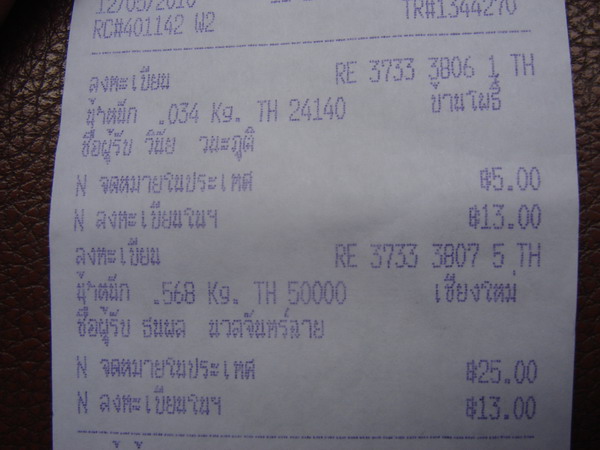 12/05/2010
TR#1344270
RC#401142 W2
ลงทะเบียน RE 3733 3806 1 TH
น้ำหนัก .034 Kg. TH 24140 บ้านโพธิ์
ชื่อผู้รับ วินัย วนะภูติ
N จดหมายในประเทศ ฿5.00
N ลงทะเบียนในฯ ฿13.00
ลงทะเบียน RE 3733 3807 5 TH
น้ำหนัก .568 Kg. TH 50000 เชียงใหม่
ชื่อผู้รับ ธนพล นวลจันทร์ฉาย
N จดหมายในประเทศ ฿25.00
N ลงทะเบียนในฯ ฿13.00